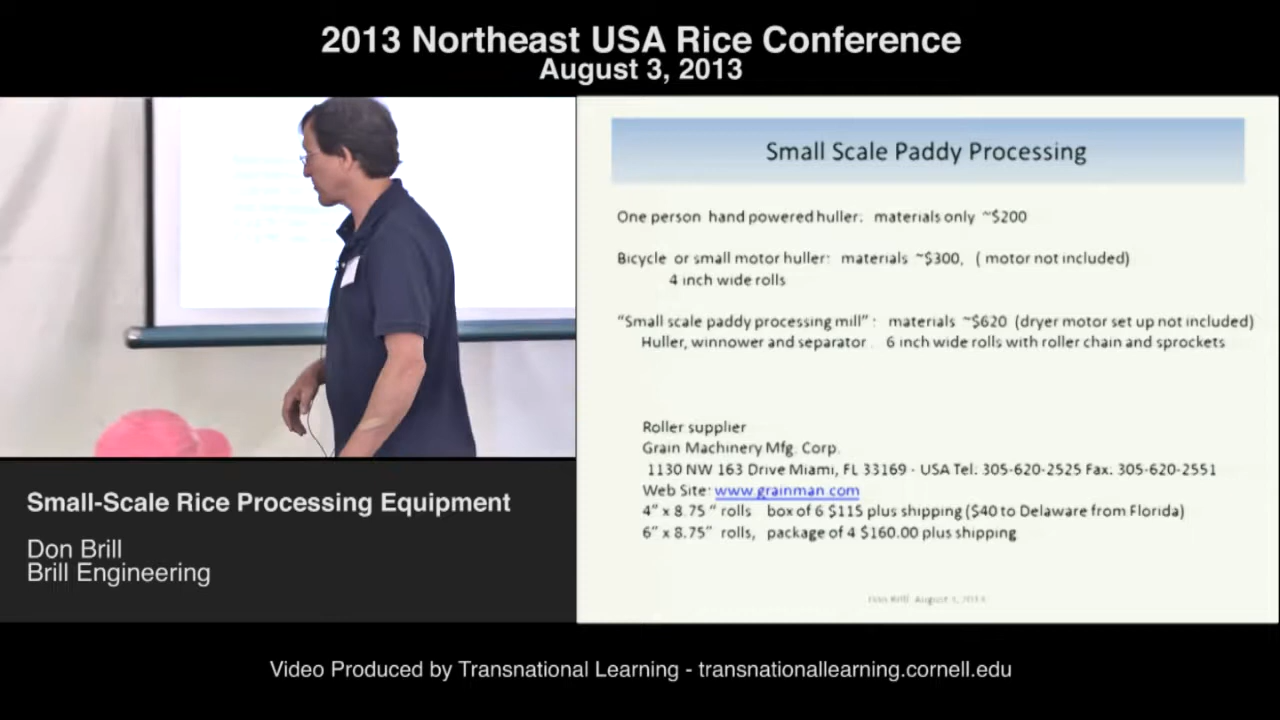 2013 Northeast USA Rice Conference
August 3, 2013
Small Scale Paddy Processing
One person hand powered huller: materials only ~$200
Bicycle or small motor huller: materials ~$300, ( motor not included)
4 inch wide rolls
“Small scale paddy processing mill” : materials ~$620 (dryer motor set up not included)
Huller, winnower and separator 6 inch wide rolls with roller chain and sprockets
Roller supplier
Grain Machinery Mfg. Corp.
1130 NW 163 Drive Miami, FL 33169 - USA Tel. 305-620-2525 Fax. 305-620-2551
Web Site: www.grainman.com
4” x 8.75 “ rolls box of 6 $115 plus shipping ($40 to Delaware from Florida)
6” x 8.75” rolls, package of 4 $160.00 plus shipping
Don Brill August 3, 2013
Small-Scale Rice Processing Equipment
Don Brill
Brill Engineering
Video Produced by Transnational Learning - transnationallearning.cornell.edu